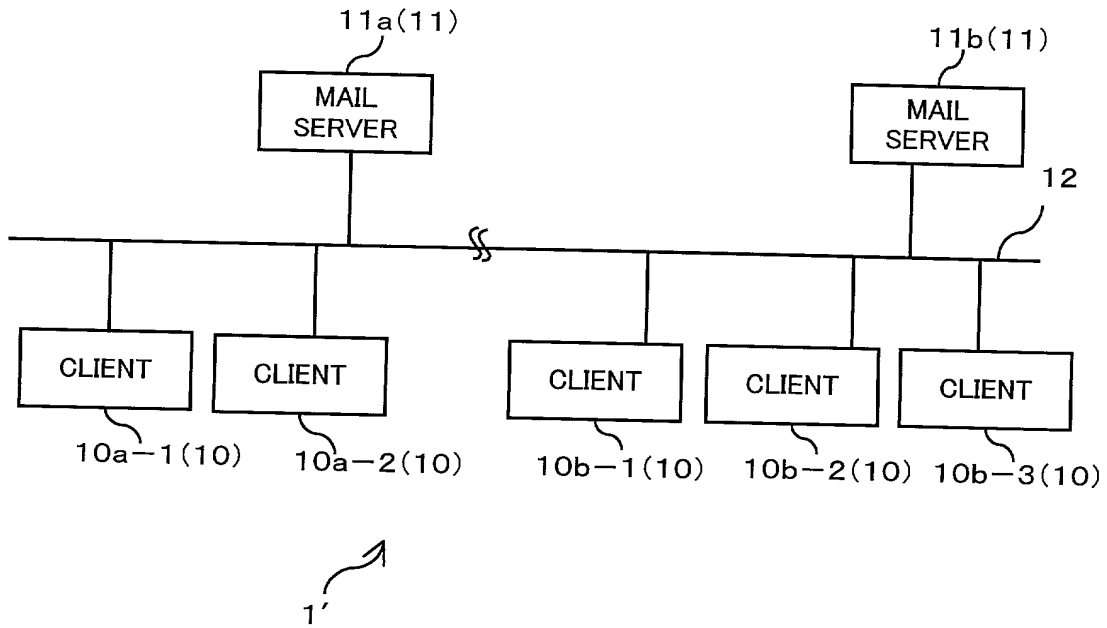 11a(11)
11b(11)
MAIL
SERVER
MAIL
SERVER
12
CLIENT
CLIENT
CLIENT
CLIENT
CLIENT
10a−1(10)
10a−2(10)
10b−1(10)
10b−2(10)
10b−3(10)
1′